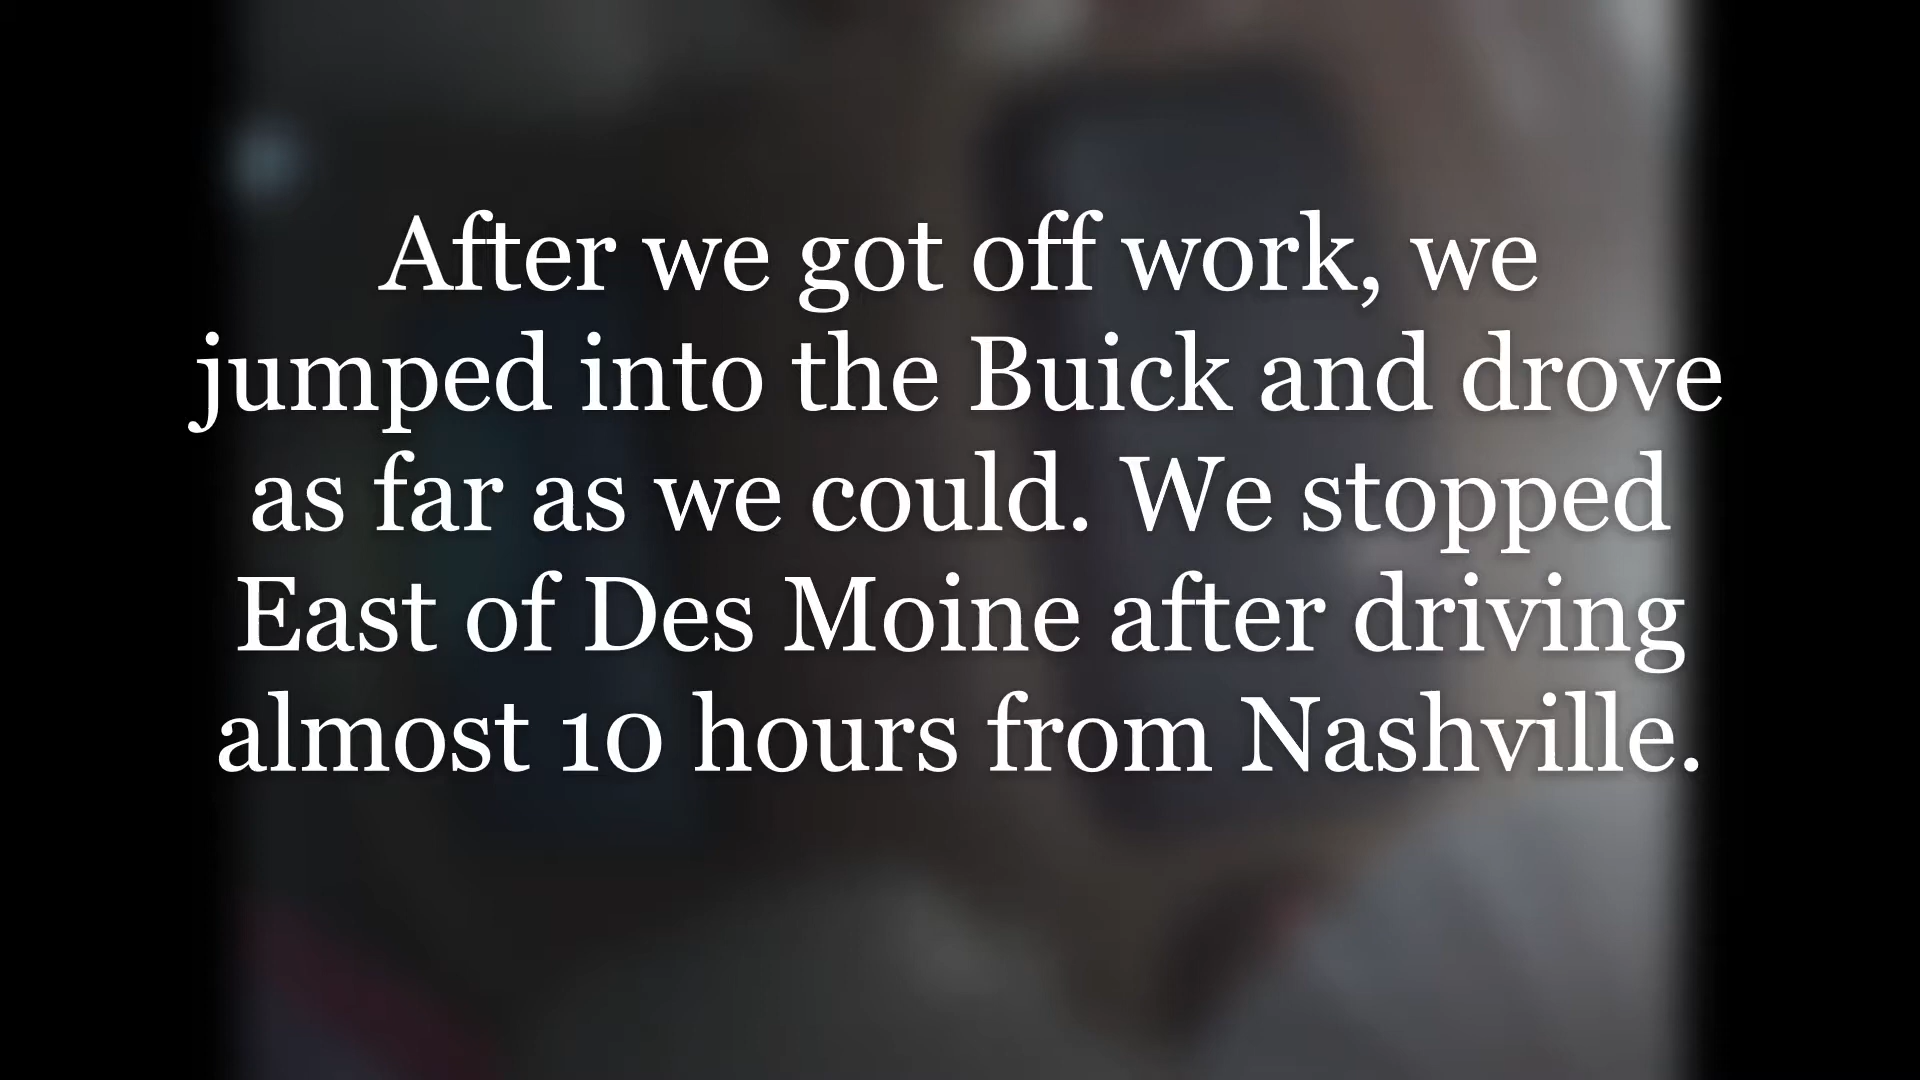 After we got off work, we
jumped into the Buick and drove
as far as we could. We stopped
East of Des Moine after driving
almost 10 hours from Nashville.